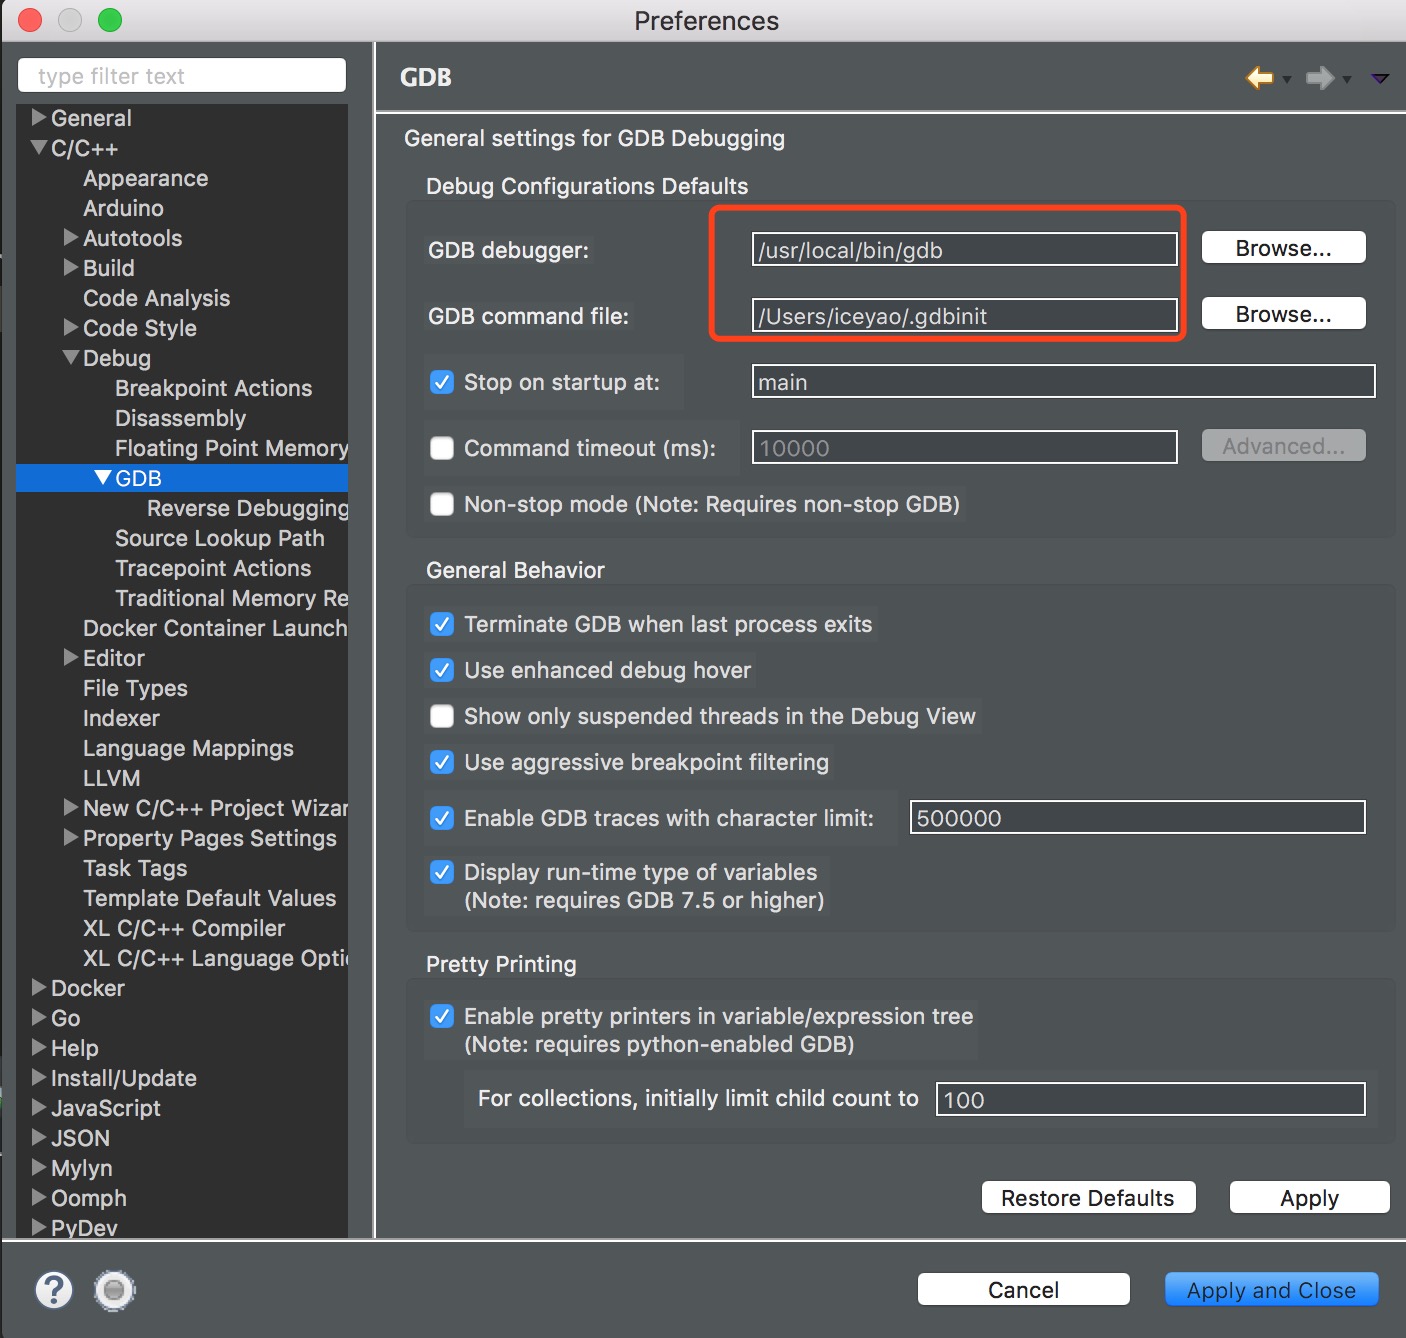 Preferences
type filter text
General
C/C++
Appearance
Arduino
Autotools
Build
Code Analysis
Code Style
Debug
Breakpoint Actions
Disassembly
Floating Point Memory
GDB
Reverse Debugging
Source Lookup Path
Tracepoint Actions
Traditional Memory Re
Docker Container Launch
Editor
File Types
Indexer
Language Mappings
LLVM
New C/C++ Project Wizar
Property Pages Settings
Task Tags
Template Default Values
XL C/C++ Compiler
XL C/C++ Language Optio
Docker
Go
Help
Install/Update
JavaScript
JSON
Mylyn
Oomph
PyDev
GDB
General settings for GDB Debugging
Debug Configurations Defaults
GDB debugger: /usr/local/bin/gdb Browse...
GDB command file: /Users/iceyao/.gdbinit Browse...
Stop on startup at: main
Command timeout (ms): 10000 Advanced...
Non-stop mode (Note: Requires non-stop GDB)
General Behavior
Terminate GDB when last process exits
Use enhanced debug hover
Show only suspended threads in the Debug View
Use aggressive breakpoint filtering
Enable GDB traces with character limit: 500000
Display run-time type of variables
(Note: requires GDB 7.5 or higher)
Pretty Printing
Enable pretty printers in variable/expression tree
(Note: requires python-enabled GDB)
For collections, initially limit child count to 100
Restore Defaults Apply
? Cancel Apply and Close